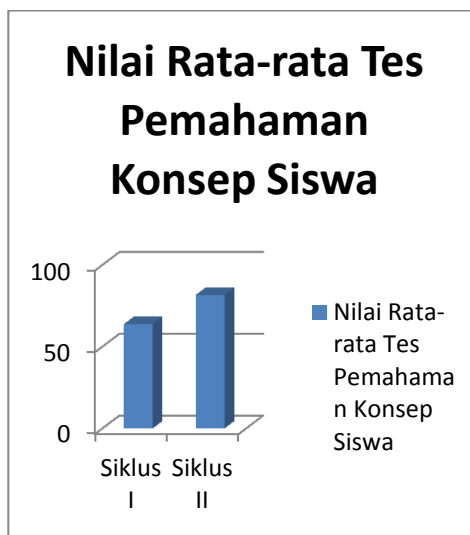 Nilai Rata-rata Tes
Pemahaman
Konsep Siswa
100
50
0
Siklus
I
Siklus
II
Nilai Rata-
rata Tes
Pemahama
n Konsep
Siswa